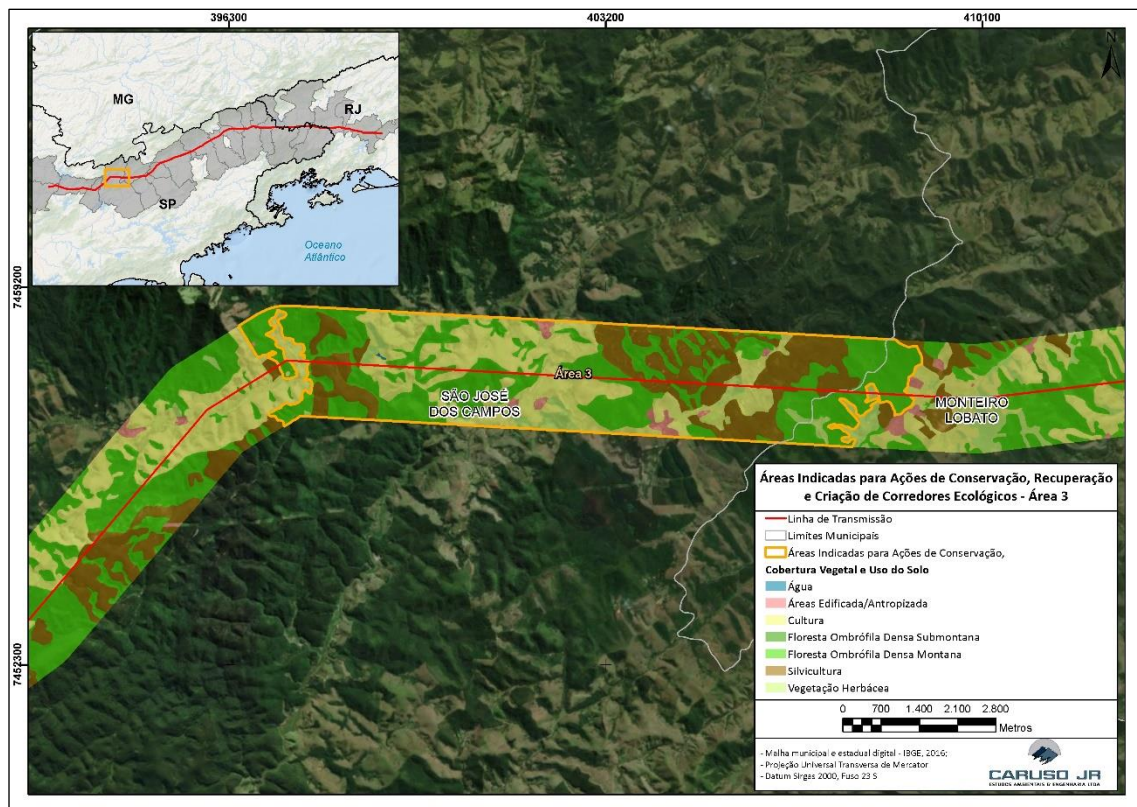 396300
403200
410100
N
MG
RJ
SP
Oceano
Atlântico
7459200
Área 3
SÃO JOSÉ
DOS CAMPOS
MONTEIRO
LOBATO
7452300
Áreas Indicadas para Ações de Conservação, Recuperação
e Criação de Corredores Ecológicos - Área 3
Linha de Transmissão
Limites Municipais
Áreas Indicadas para Ações de Conservação,
Cobertura Vegetal e Uso do Solo
Água
Áreas Edificada/Antropizada
Cultura
Floresta Ombrófila Densa Submontana
Floresta Ombrófila Densa Montana
Silvicultura
Vegetação Herbácea
0 700 1.400 2.100 2.800
Metros
- Malha municipal e estadual digital - IBGE, 2016;
- Projeção Universal Transversa de Mercator
- Datum Sirgas 2000, Fuso 23 S
CARUSO JR
ESTUDOS AMBIENTAIS & ENGENHARIA LTDA